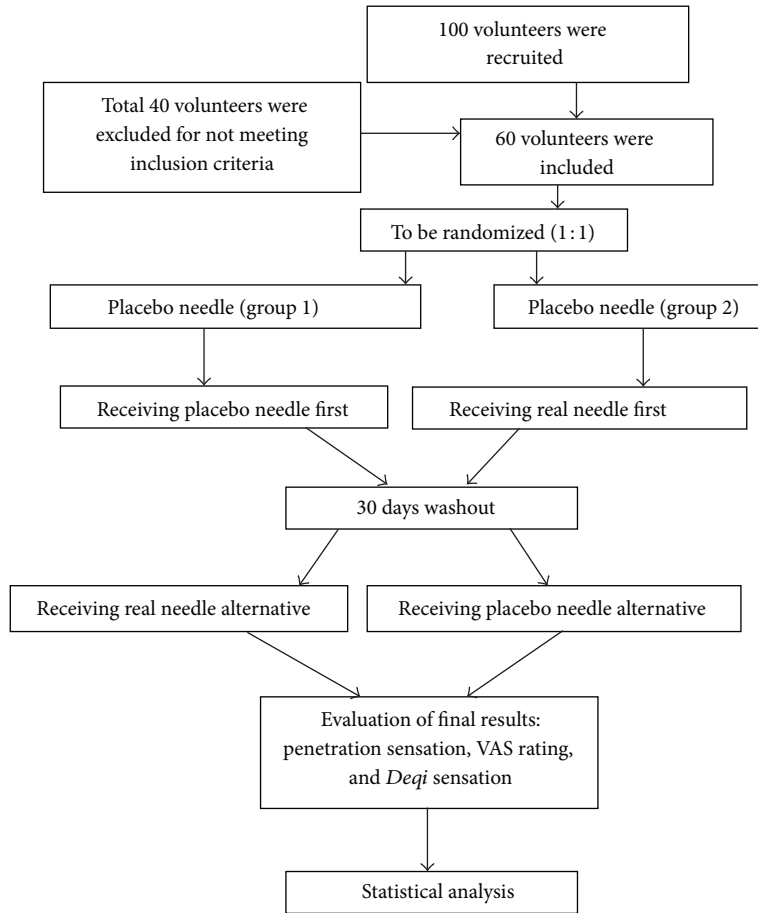 100 volunteers were
recruited
Total 40 volunteers were
excluded for not meeting
inclusion criteria
60 volunteers were
included
To be randomized (1 : 1)
Placebo needle (group 1)
Placebo needle (group 2)
Receiving placebo needle first
Receiving real needle first
30 days washout
Receiving real needle alternative
Receiving placebo needle alternative
Evaluation of final results:
penetration sensation, VAS rating,
and Deqi sensation
Statistical analysis